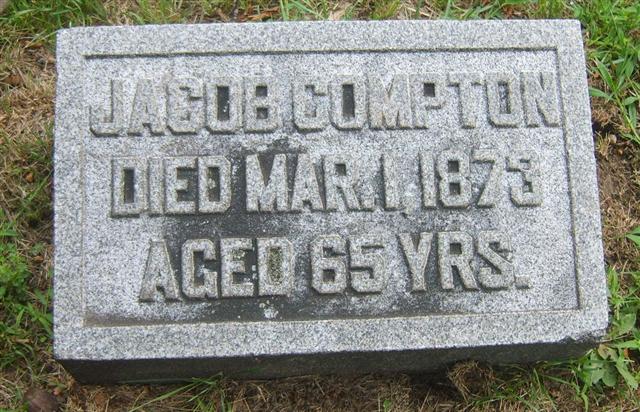 JACOB COMPTON
DIED MAR. 1, 1873
AGED 65 YRS.